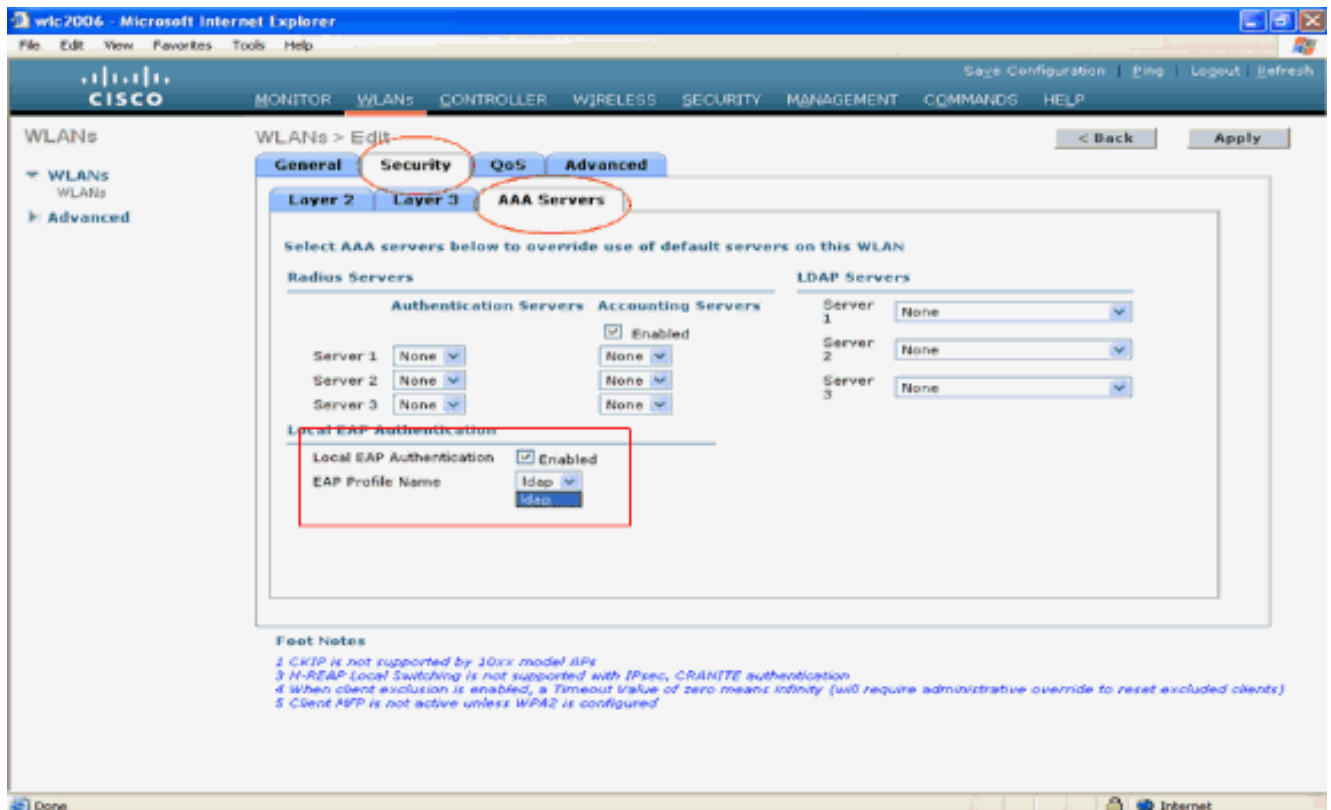 wlc2006 - Microsoft Internet Explorer
File Edit View Favorites Tools Help
Save Configuration | Ping | Logout | Refresh
CISCO
MONITOR WLANs CONTROLLER WIRELESS SECURITY MANAGEMENT COMMANDS HELP
WLANs
WLANs > Edit
< Back Apply
WLANs
WLANs
Advanced
General Security QoS Advanced
Layer 2 Layer 3 AAA Servers
Select AAA servers below to override use of default servers on this WLAN
Radius Servers
LDAP Servers
Authentication Servers Accounting Servers
Enabled
Server 1 None None
Server 2 None None
Server 3 None None
Server 1 None
Server 2 None
Server 3 None
Local EAP Authentication
Local EAP Authentication Enabled
EAP Profile Name ldap
ldap
Foot Notes
1 CKIP is not supported by 10xx model APs
3 H-REAP Local Switching is not supported with IPsec, CRANITE authentication
4 When client exclusion is enabled, a Timeout Value of zero means infinity (will require administrative override to reset excluded clients)
5 Client MFP is not active unless WPA2 is configured
Done
Internet